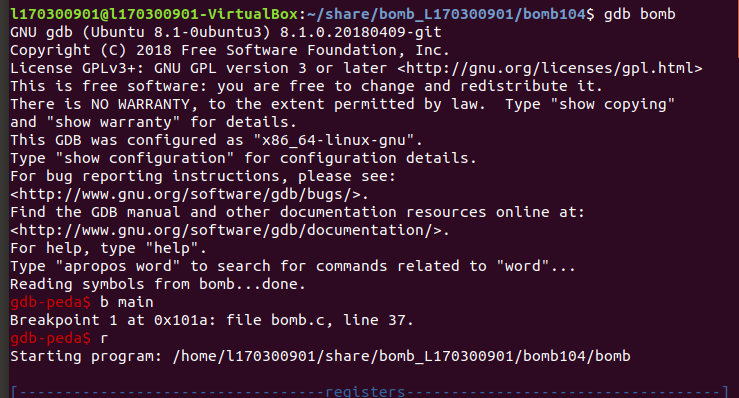 l170300901@l170300901-VirtualBox:~/share/bomb_L170300901/bomb104$ gdb bomb
GNU gdb (Ubuntu 8.1-0ubuntu3) 8.1.0.20180409-git
Copyright (C) 2018 Free Software Foundation, Inc.
License GPLv3+: GNU GPL version 3 or later <http://gnu.org/licenses/gpl.html>
This is free software: you are free to change and redistribute it.
There is NO WARRANTY, to the extent permitted by law.  Type "show copying"
and "show warranty" for details.
This GDB was configured as "x86_64-linux-gnu".
Type "show configuration" for configuration details.
For bug reporting instructions, please see:
<http://www.gnu.org/software/gdb/bugs/>.
Find the GDB manual and other documentation resources online at:
<http://www.gnu.org/software/gdb/documentation/>.
For help, type "help".
Type "apropos word" to search for commands related to "word"...
Reading symbols from bomb...done.
gdb-peda$ b main
Breakpoint 1 at 0x101a: file bomb.c, line 37.
gdb-peda$ r
Starting program: /home/l170300901/share/bomb_L170300901/bomb104/bomb
[----------------------------------registers-----------------------------------]